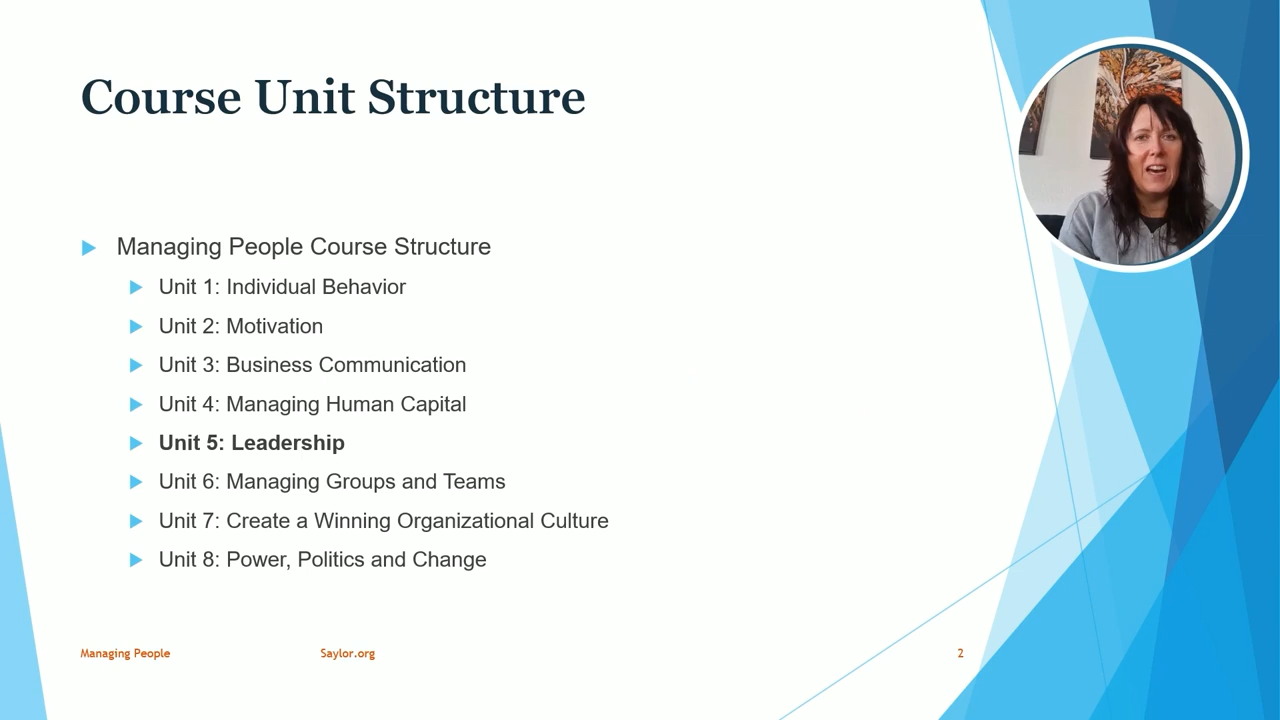 Course Unit Structure
Managing People Course Structure
Unit 1: Individual Behavior
Unit 2: Motivation
Unit 3: Business Communication
Unit 4: Managing Human Capital
Unit 5: Leadership
Unit 6: Managing Groups and Teams
Unit 7: Create a Winning Organizational Culture
Unit 8: Power, Politics and Change
Managing People Saylor.org 2